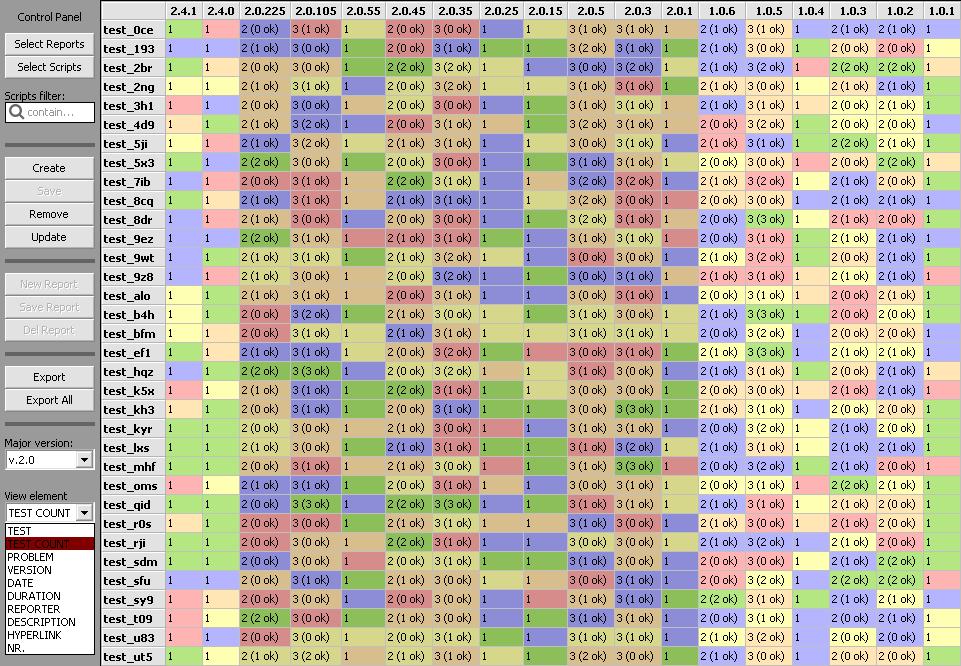 Control Panel
Select Reports
Select Scripts
Scripts filter:
contain...
Create
Save
Remove
Update
New Report
Save Report
Del Report
Export
Export All
Major version:
v.2.0
View element
TEST COUNT
TEST
TEST COUNT
PROBLEM
VERSION
DATE
DURATION
REPORTER
DESCRIPTION
HYPERLINK
NR.
2.4.1 2.4.0 2.0.225 2.0.105 2.0.55 2.0.45 2.0.35 2.0.25 2.0.15 2.0.5 2.0.3 2.0.1 1.0.6 1.0.5 1.0.4 1.0.3 1.0.2 1.0.1
test_0ce 1 1 2 (0 ok) 3 (1 ok) 1 2 (0 ok) 3 (0 ok) 1 1 3 (1 ok) 3 (0 ok) 1 2 (1 ok) 3 (1 ok) 1 2 (1 ok) 2 (1 ok) 1
test_193 1 1 2 (0 ok) 3 (0 ok) 1 2 (0 ok) 3 (1 ok) 1 1 3 (2 ok) 3 (1 ok) 1 2 (1 ok) 3 (0 ok) 1 2 (0 ok) 2 (0 ok) 1
test_2br 1 1 2 (0 ok) 3 (0 ok) 1 2 (2 ok) 3 (2 ok) 1 1 3 (0 ok) 3 (2 ok) 1 2 (1 ok) 3 (2 ok) 1 2 (2 ok) 2 (2 ok) 1
test_2ng 1 1 2 (1 ok) 3 (1 ok) 1 2 (0 ok) 3 (2 ok) 1 1 3 (1 ok) 3 (1 ok) 1 2 (0 ok) 3 (1 ok) 1 2 (0 ok) 2 (1 ok) 1
test_3h1 1 1 2 (0 ok) 3 (0 ok) 1 2 (0 ok) 3 (0 ok) 1 1 3 (1 ok) 3 (0 ok) 1 2 (1 ok) 3 (1 ok) 1 2 (0 ok) 2 (1 ok) 1
test_4d9 1 1 2 (1 ok) 3 (2 ok) 1 2 (0 ok) 3 (1 ok) 1 1 3 (2 ok) 3 (1 ok) 1 2 (0 ok) 3 (2 ok) 1 2 (0 ok) 2 (0 ok) 1
test_5ji 1 1 2 (1 ok) 3 (2 ok) 1 2 (1 ok) 3 (0 ok) 1 1 3 (0 ok) 3 (1 ok) 1 2 (0 ok) 3 (1 ok) 1 2 (2 ok) 2 (0 ok) 1
test_5x3 1 1 2 (2 ok) 3 (0 ok) 1 2 (0 ok) 3 (0 ok) 1 1 3 (1 ok) 3 (1 ok) 1 2 (0 ok) 3 (0 ok) 1 2 (0 ok) 2 (2 ok) 1
test_7ib 1 1 2 (0 ok) 3 (1 ok) 1 2 (2 ok) 3 (1 ok) 1 1 3 (2 ok) 3 (2 ok) 1 2 (1 ok) 3 (2 ok) 1 2 (1 ok) 2 (0 ok) 1
test_8cq 1 1 2 (1 ok) 3 (1 ok) 1 2 (1 ok) 3 (1 ok) 1 1 3 (2 ok) 3 (0 ok) 1 2 (0 ok) 3 (0 ok) 1 2 (1 ok) 2 (1 ok) 1
test_8dr 1 1 2 (1 ok) 3 (0 ok) 1 2 (0 ok) 3 (0 ok) 1 1 3 (2 ok) 3 (0 ok) 1 2 (0 ok) 3 (3 ok) 1 2 (1 ok) 2 (0 ok) 1
test_9ez 1 1 2 (2 ok) 3 (1 ok) 1 2 (1 ok) 3 (1 ok) 1 1 3 (1 ok) 3 (1 ok) 1 2 (0 ok) 3 (1 ok) 1 2 (1 ok) 2 (1 ok) 1
test_9wt 1 1 2 (1 ok) 3 (1 ok) 1 2 (1 ok) 3 (2 ok) 1 1 3 (0 ok) 3 (0 ok) 1 2 (0 ok) 3 (1 ok) 1 2 (1 ok) 2 (1 ok) 1
test_9z8 1 1 2 (1 ok) 3 (0 ok) 1 2 (0 ok) 3 (2 ok) 1 1 3 (0 ok) 3 (2 ok) 1 2 (1 ok) 3 (1 ok) 1 2 (1 ok) 2 (1 ok) 1
test_alo 1 1 2 (1 ok) 3 (1 ok) 1 2 (0 ok) 3 (1 ok) 1 1 3 (0 ok) 3 (1 ok) 1 2 (0 ok) 3 (1 ok) 1 2 (0 ok) 2 (0 ok) 1
test_b4h 1 1 2 (0 ok) 3 (2 ok) 1 2 (1 ok) 3 (0 ok) 1 1 3 (1 ok) 3 (0 ok) 1 2 (1 ok) 3 (3 ok) 1 2 (0 ok) 2 (0 ok) 1
test_bfm 1 1 2 (0 ok) 3 (1 ok) 1 2 (1 ok) 3 (1 ok) 1 1 3 (1 ok) 3 (1 ok) 1 2 (0 ok) 3 (2 ok) 1 2 (0 ok) 2 (1 ok) 1
test_ef1 1 1 2 (1 ok) 3 (1 ok) 1 2 (0 ok) 3 (1 ok) 1 1 3 (0 ok) 3 (1 ok) 1 2 (1 ok) 3 (3 ok) 1 2 (0 ok) 2 (1 ok) 1
test_hqz 1 1 2 (2 ok) 3 (3 ok) 1 2 (0 ok) 3 (2 ok) 1 1 3 (1 ok) 3 (0 ok) 1 2 (0 ok) 3 (2 ok) 1 2 (0 ok) 2 (1 ok) 1
test_k5x 1 1 2 (1 ok) 3 (1 ok) 1 2 (2 ok) 3 (1 ok) 1 1 3 (0 ok) 3 (1 ok) 1 2 (0 ok) 3 (0 ok) 1 2 (0 ok) 2 (1 ok) 1
test_kh3 1 1 2 (0 ok) 3 (1 ok) 1 2 (0 ok) 3 (1 ok) 1 1 3 (0 ok) 3 (3 ok) 1 2 (1 ok) 3 (1 ok) 1 2 (0 ok) 2 (0 ok) 1
test_kyr 1 1 2 (0 ok) 3 (0 ok) 1 2 (0 ok) 3 (0 ok) 1 1 3 (0 ok) 3 (0 ok) 1 2 (1 ok) 3 (2 ok) 1 2 (0 ok) 2 (1 ok) 1
test_lxs 1 1 2 (1 ok) 3 (0 ok) 1 2 (1 ok) 3 (1 ok) 1 1 3 (1 ok) 3 (2 ok) 1 2 (1 ok) 3 (1 ok) 1 2 (0 ok) 2 (1 ok) 1
test_mhf 1 1 2 (0 ok) 3 (1 ok) 1 2 (1 ok) 3 (0 ok) 1 1 3 (1 ok) 3 (3 ok) 1 2 (0 ok) 3 (2 ok) 1 2 (1 ok) 2 (0 ok) 1
test_oms 1 1 2 (1 ok) 3 (1 ok) 1 2 (0 ok) 3 (1 ok) 1 1 3 (1 ok) 3 (0 ok) 1 2 (0 ok) 3 (1 ok) 1 2 (2 ok) 2 (1 ok) 1
test_qid 1 1 2 (0 ok) 3 (3 ok) 1 2 (2 ok) 3 (3 ok) 1 1 3 (1 ok) 3 (1 ok) 1 2 (0 ok) 3 (1 ok) 1 2 (0 ok) 2 (0 ok) 1
test_r0s 1 1 2 (0 ok) 3 (0 ok) 1 2 (1 ok) 3 (1 ok) 1 1 3 (1 ok) 3 (0 ok) 1 2 (1 ok) 3 (0 ok) 1 2 (1 ok) 2 (0 ok) 1
test_rji 1 1 2 (0 ok) 3 (0 ok) 1 2 (2 ok) 3 (1 ok) 1 1 3 (0 ok) 3 (0 ok) 1 2 (1 ok) 3 (2 ok) 1 2 (1 ok) 2 (0 ok) 1
test_sdm 1 1 2 (0 ok) 3 (0 ok) 1 2 (0 ok) 3 (0 ok) 1 1 3 (1 ok) 3 (0 ok) 1 2 (0 ok) 3 (0 ok) 1 2 (0 ok) 2 (0 ok) 1
test_sfu 1 1 2 (0 ok) 3 (1 ok) 1 2 (0 ok) 3 (1 ok) 1 1 3 (0 ok) 3 (1 ok) 1 2 (0 ok) 3 (2 ok) 1 2 (2 ok) 2 (2 ok) 1
test_sy9 1 1 2 (0 ok) 3 (1 ok) 1 2 (0 ok) 3 (0 ok) 1 1 3 (0 ok) 3 (1 ok) 1 2 (2 ok) 3 (1 ok) 1 2 (0 ok) 2 (1 ok) 1
test_t09 1 1 2 (2 ok) 3 (0 ok) 1 2 (0 ok) 3 (0 ok) 1 1 3 (0 ok) 3 (0 ok) 1 2 (0 ok) 3 (2 ok) 1 2 (0 ok) 2 (1 ok) 1
test_u83 1 1 2 (0 ok) 3 (0 ok) 1 2 (0 ok) 3 (1 ok) 1 1 3 (0 ok) 3 (0 ok) 1 2 (1 ok) 3 (2 ok) 1 2 (0 ok) 2 (0 ok) 1
test_ut5 1 1 2 (1 ok) 3 (2 ok) 1 2 (1 ok) 3 (0 ok) 1 1 3 (2 ok) 3 (0 ok) 1 2 (0 ok) 3 (0 ok) 1 2 (0 ok) 2 (0 ok) 1